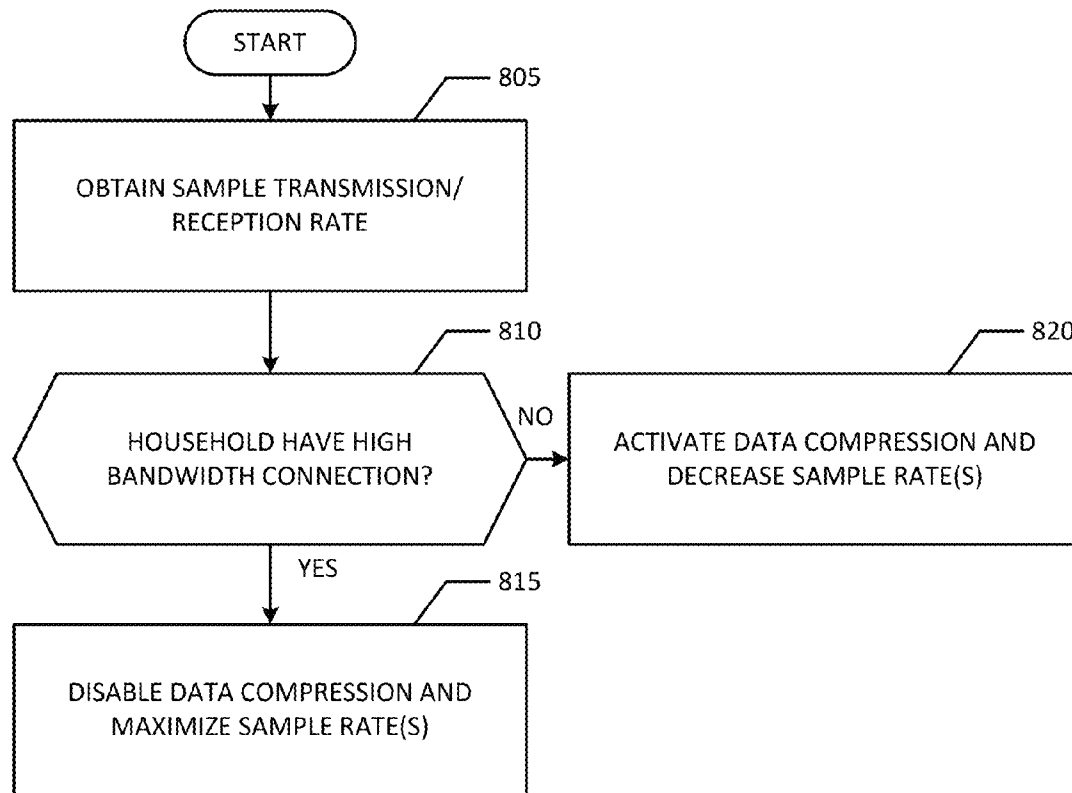 START
805
OBTAIN SAMPLE TRANSMISSION/
RECEPTION RATE
810
HOUSEHOLD HAVE HIGH
BANDWIDTH CONNECTION?
NO
820
ACTIVATE DATA COMPRESSION AND
DECREASE SAMPLE RATE(S)
YES
815
DISABLE DATA COMPRESSION AND
MAXIMIZE SAMPLE RATE(S)